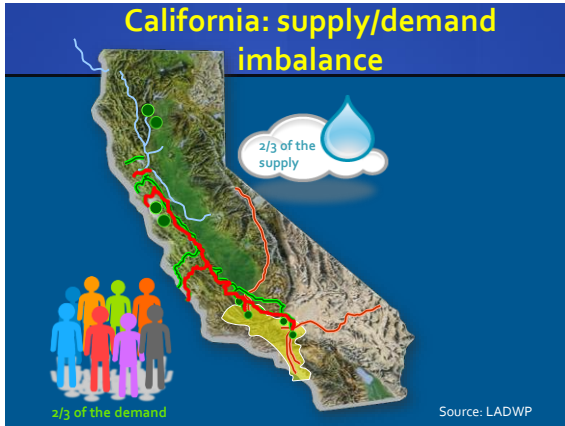 California: supply/demand
imbalance
2/3 of the
supply
2/3 of the demand
Source: LADWP